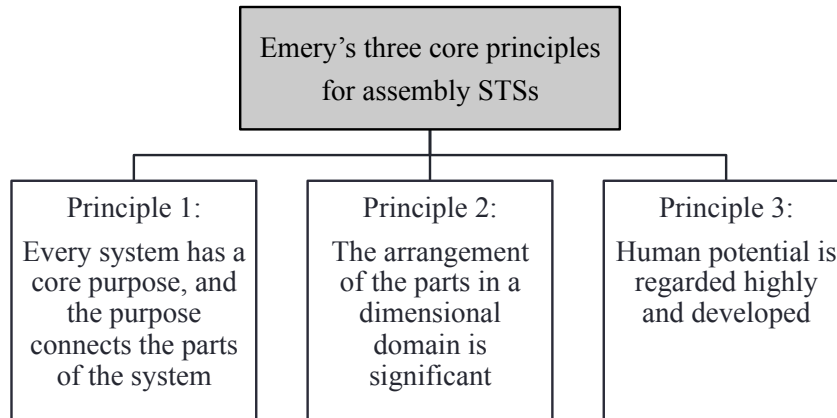 Emery’s three core principles
for assembly STSs
Principle 1:
Every system has a
core purpose, and
the purpose
connects the parts
of the system
Principle 2:
The arrangement
of the parts in a
dimensional
domain is
significant
Principle 3:
Human potential is
regarded highly
and developed